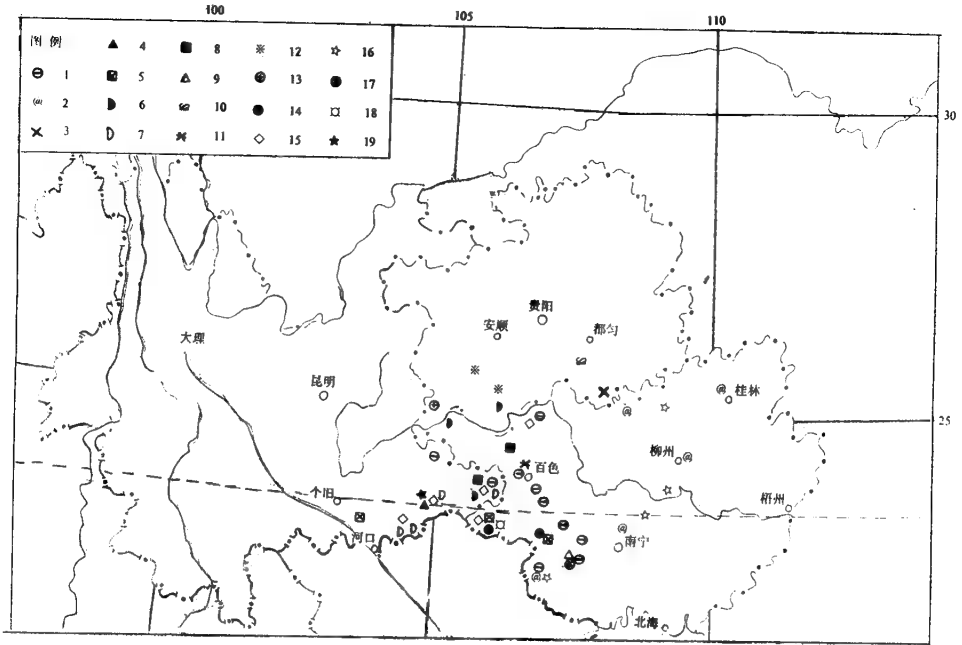 100 105 110
图例 4 8 12 16
1 5 9 13 17
2 6 10 14 18
3 7 11 15 19
30
贵阳
安顺 都匀
大理
昆明
桂林
25
柳州
百色
个旧 梧州
河口 南宁
北海